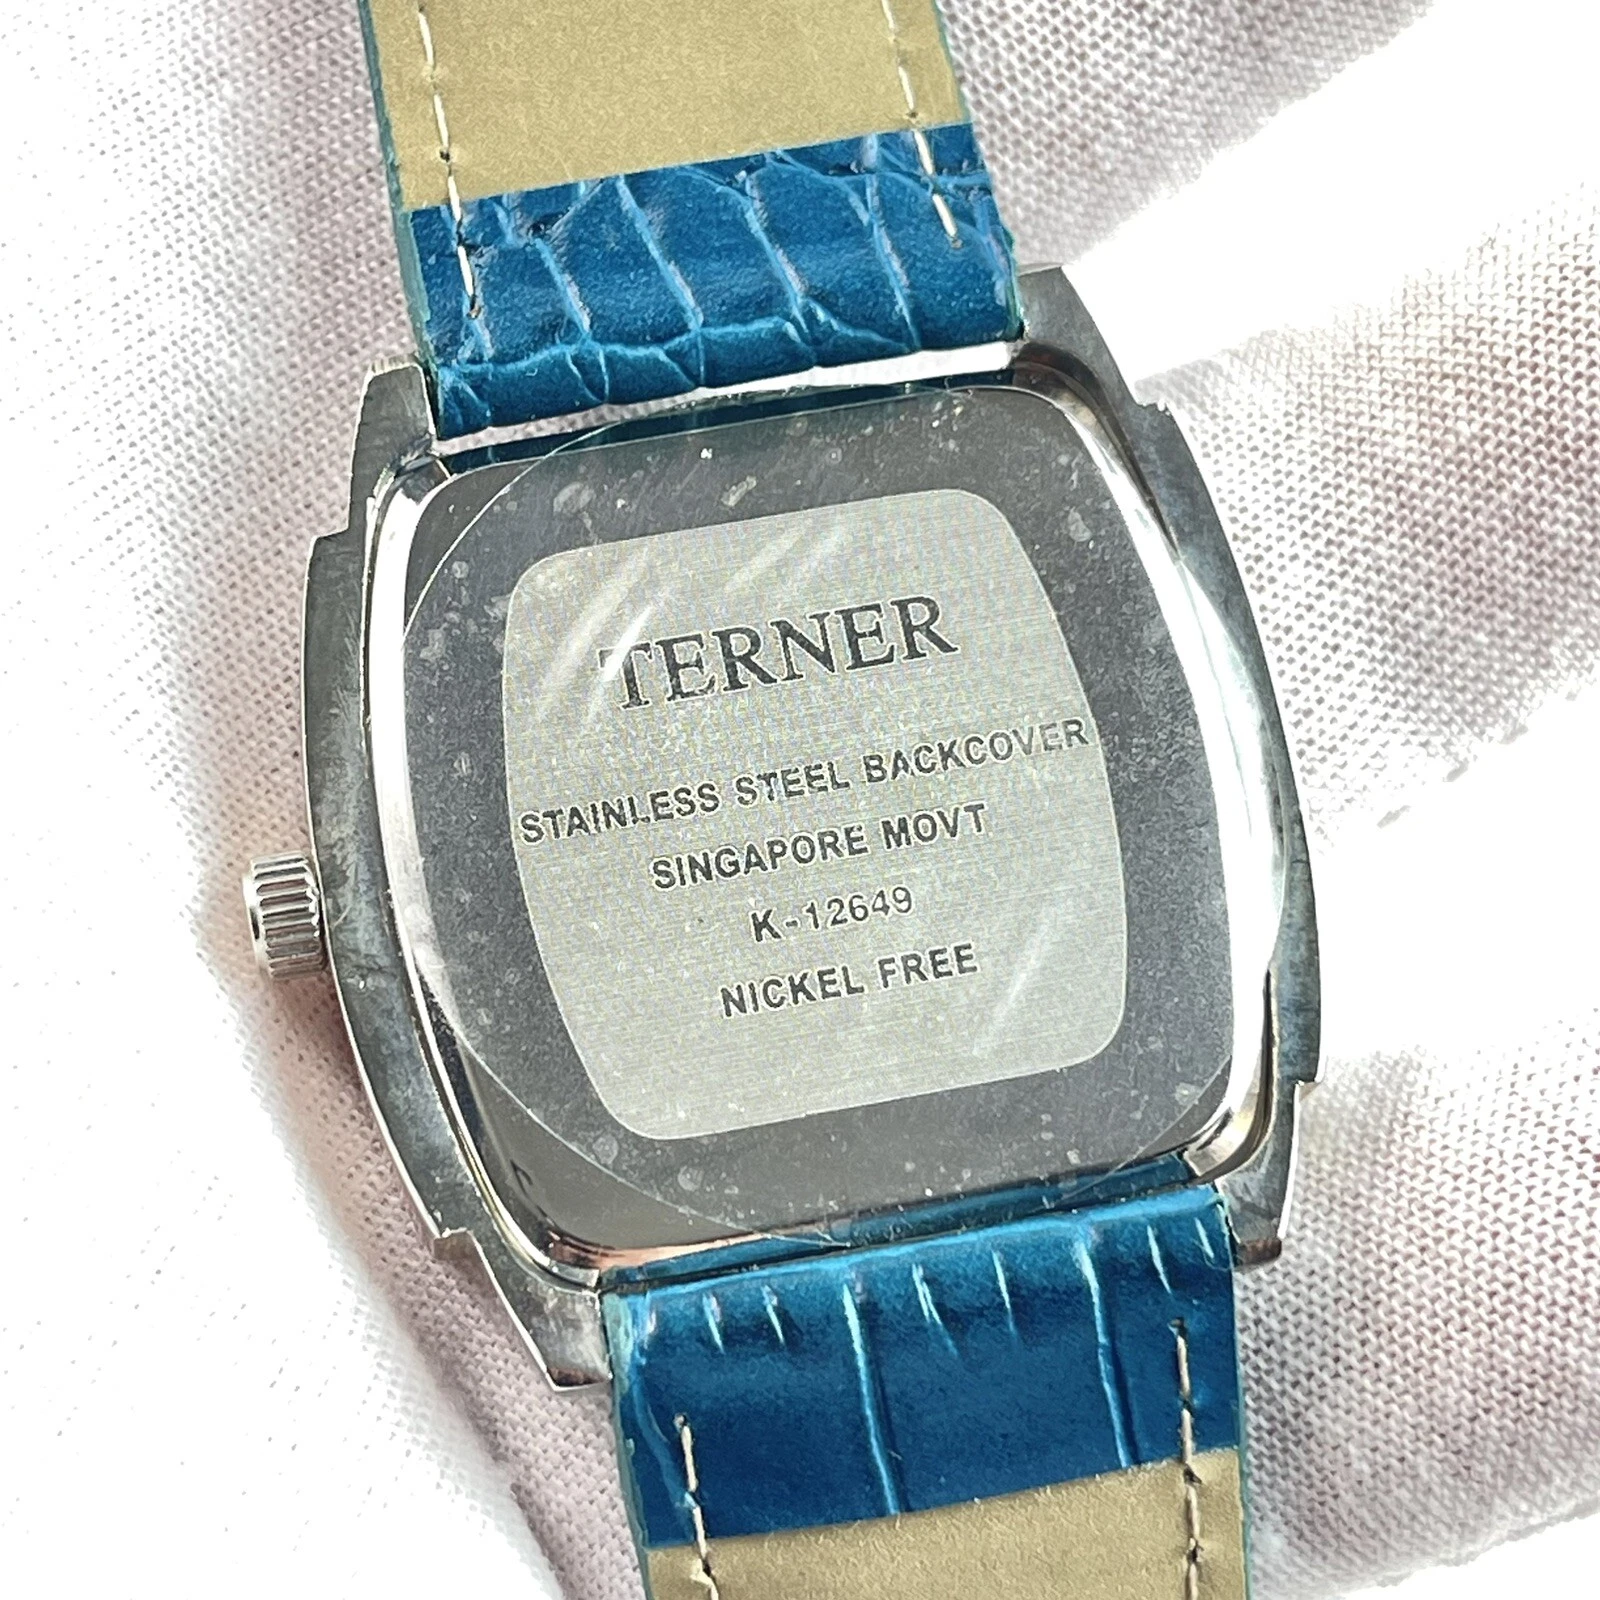 TERNER
STAINLESS STEEL BACKCOVER
SINGAPORE MOVT
K-12649
NICKEL FREE